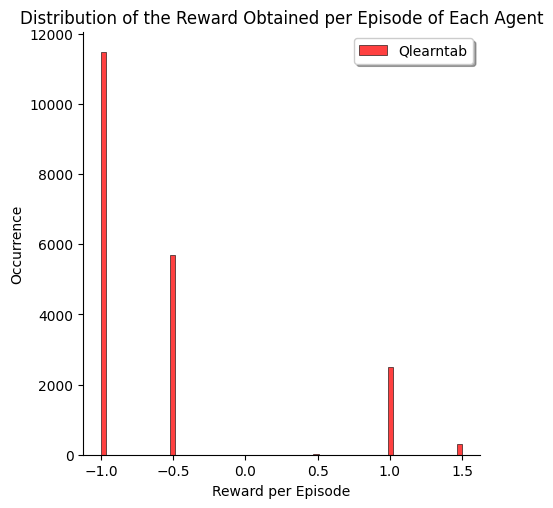 Distribution of the Reward Obtained per Episode of Each Agent
Qlearntab
12000
10000
8000
6000
4000
2000
0
Occurrence
−1.0 −0.5 0.0 0.5 1.0 1.5
Reward per Episode